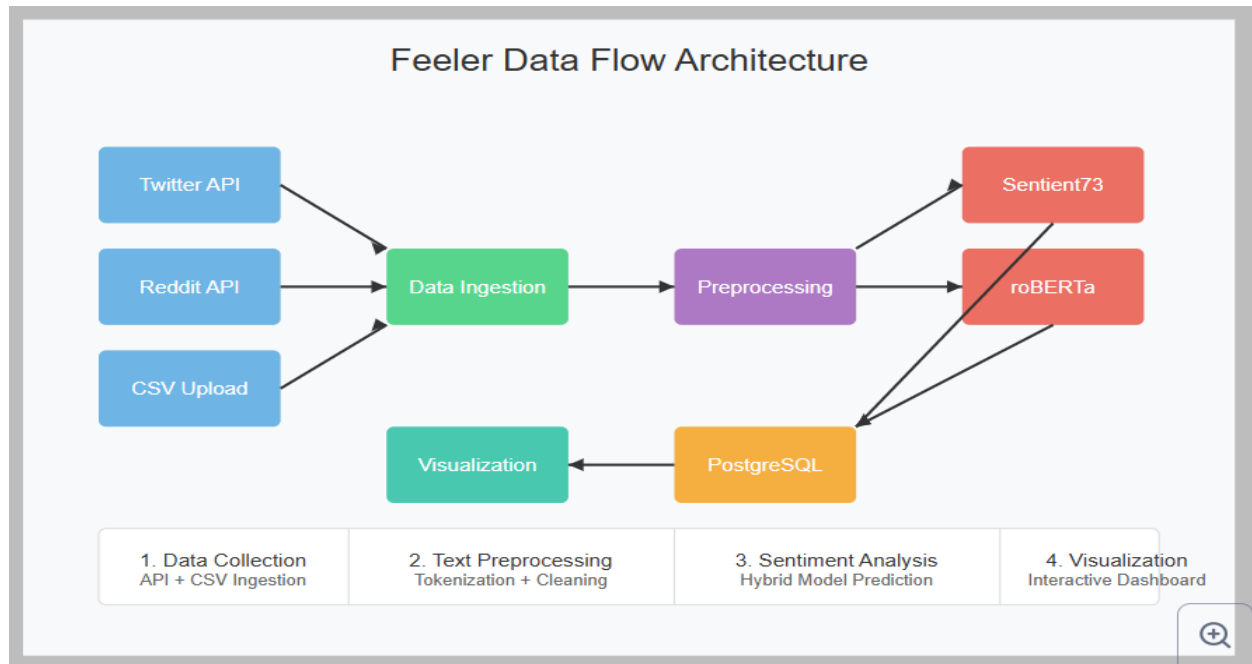 Feeler Data Flow Architecture
Twitter API
Sentient73
Reddit API
Data Ingestion
Preprocessing
roBERTa
CSV Upload
Visualization
PostgreSQL
1. Data Collection
API + CSV Ingestion
2. Text Preprocessing
Tokenization + Cleaning
3. Sentiment Analysis
Hybrid Model Prediction
4. Visualization
Interactive Dashboard